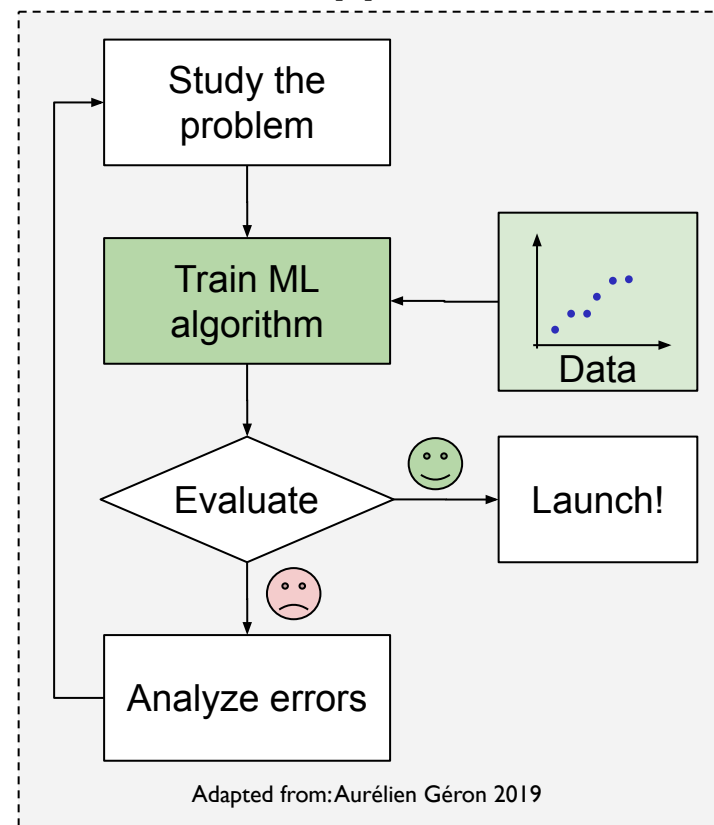 Study the
problem
Train ML
algorithm
Data
Evaluate
Launch!
Analyze errors
Adapted from: Aurélien Géron 2019